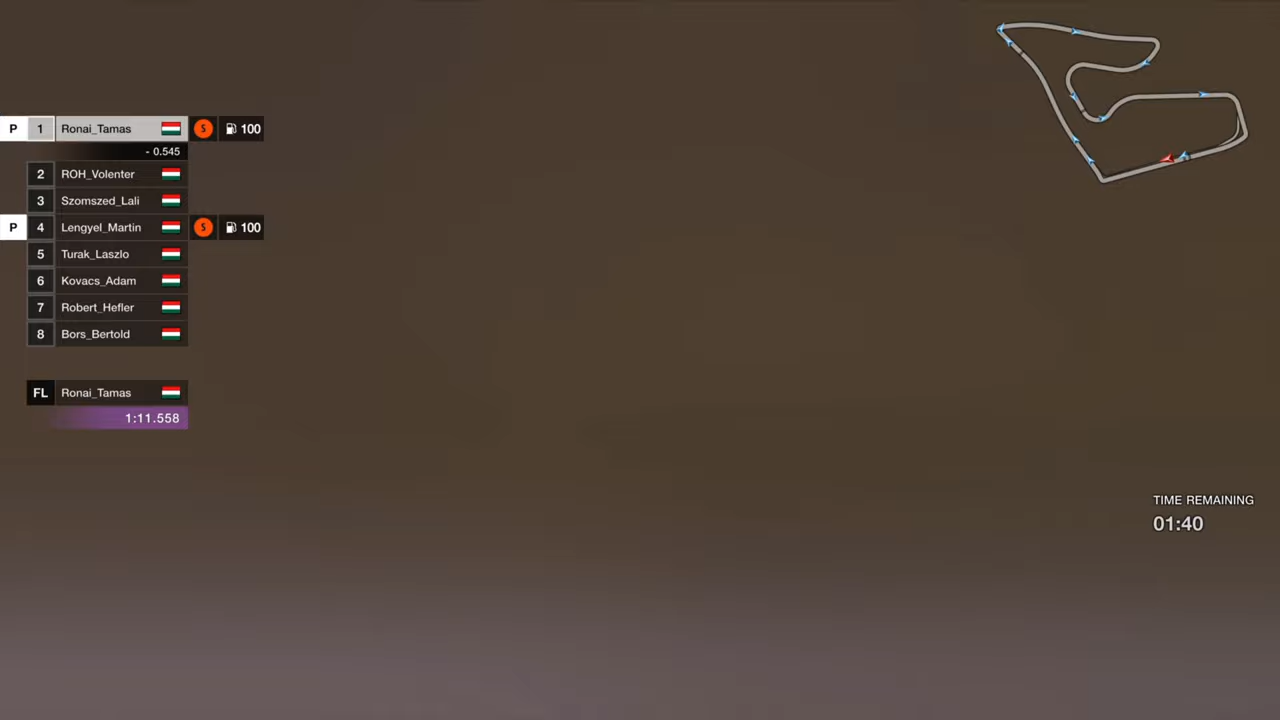 P 1 Ronai_Tamas S 100
- 0.545
2 ROH_Volenter
3 Szomszed_Lali
P 4 Lengyel_Martin S 100
5 Turak_Laszlo
6 Kovacs_Adam
7 Robert_Hefler
8 Bors_Bertold
FL Ronai_Tamas
1:11.558
TIME REMAINING
01:40